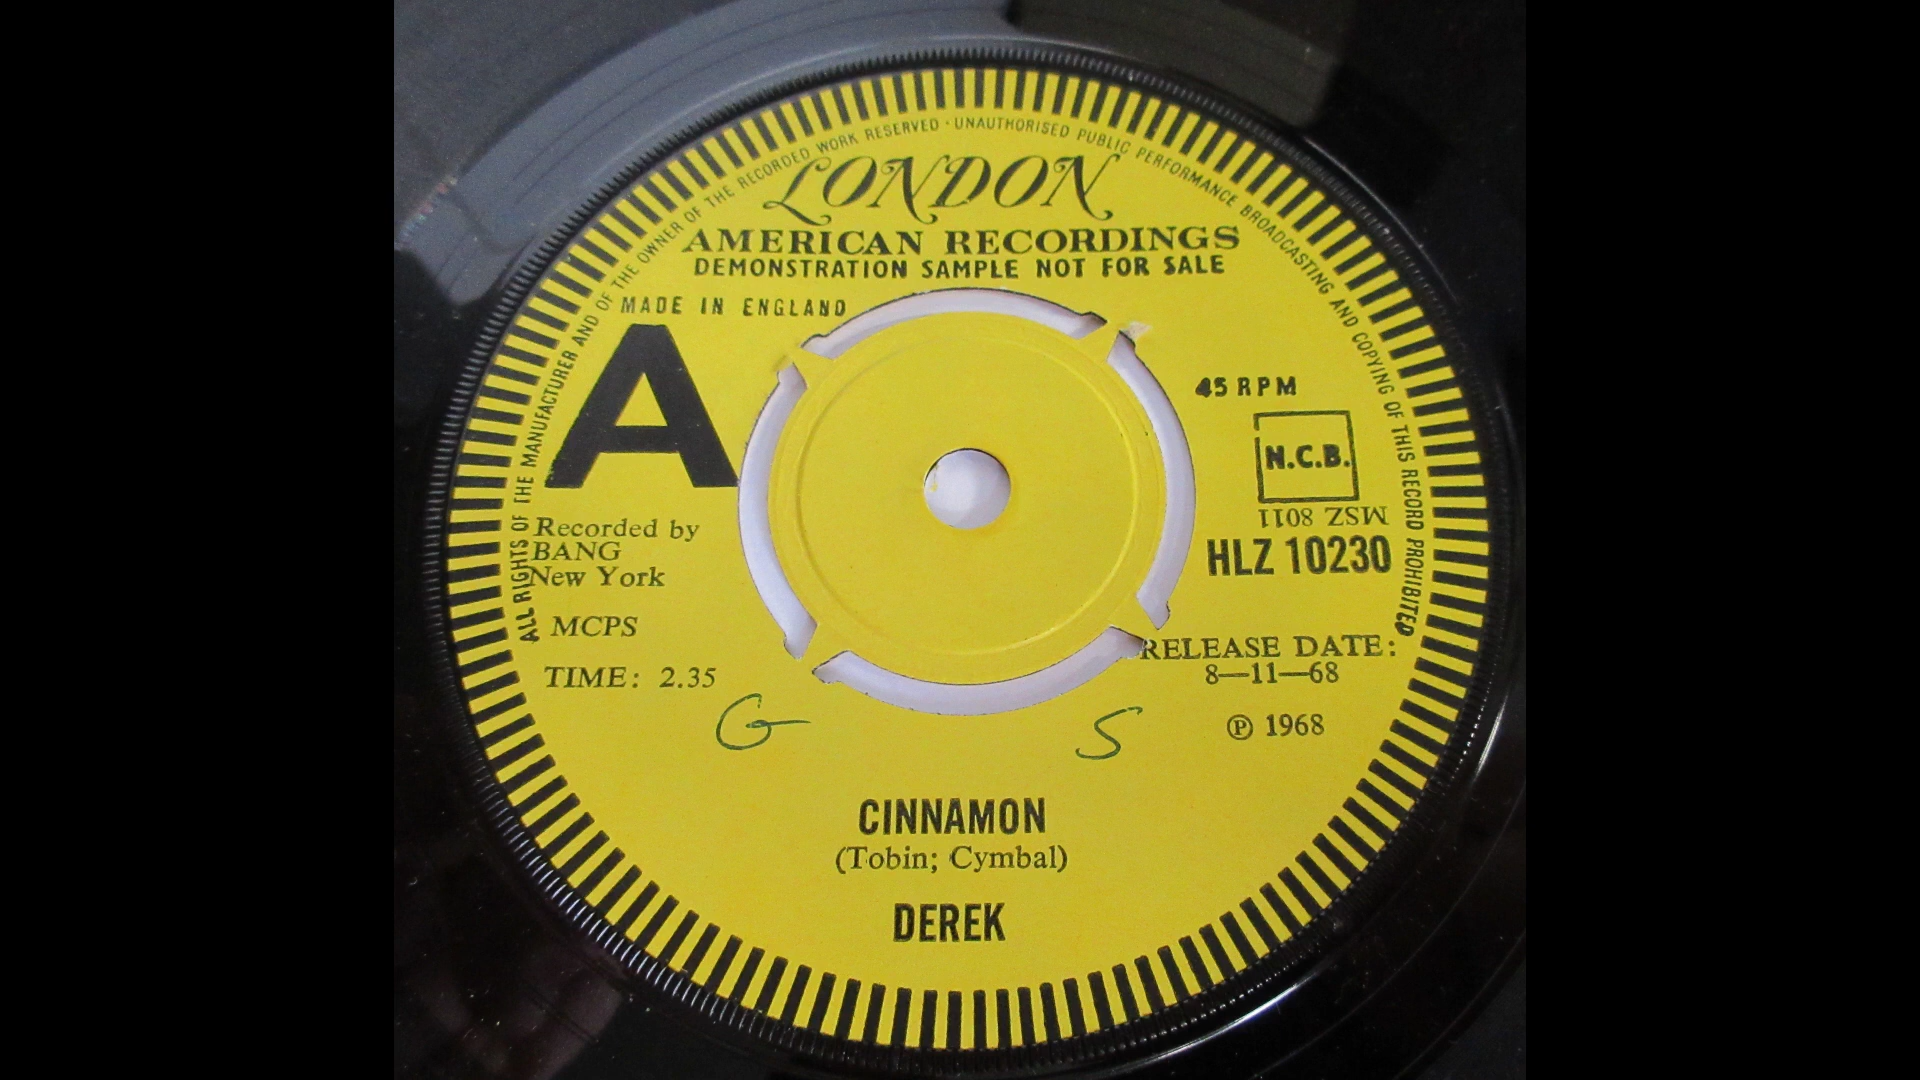 ALL RIGHTS OF THE MANUFACTURER AND OF THE OWNER OF THE RECORDED WORK RESERVED · UNAUTHORISED PUBLIC PERFORMANCE BROADCASTING AND COPYING OF THIS RECORD PROHIBITED
LONDON
AMERICAN RECORDINGS
DEMONSTRATION SAMPLE NOT FOR SALE
MADE IN ENGLAND
A
45 RPM
N.C.B.
MSZ 8011
HLZ 10230
Recorded by
BANG
New York
MCPS
TIME: 2.35
RELEASE DATE:
8—11—68
℗ 1968
G S
CINNAMON
(Tobin; Cymbal)
DEREK